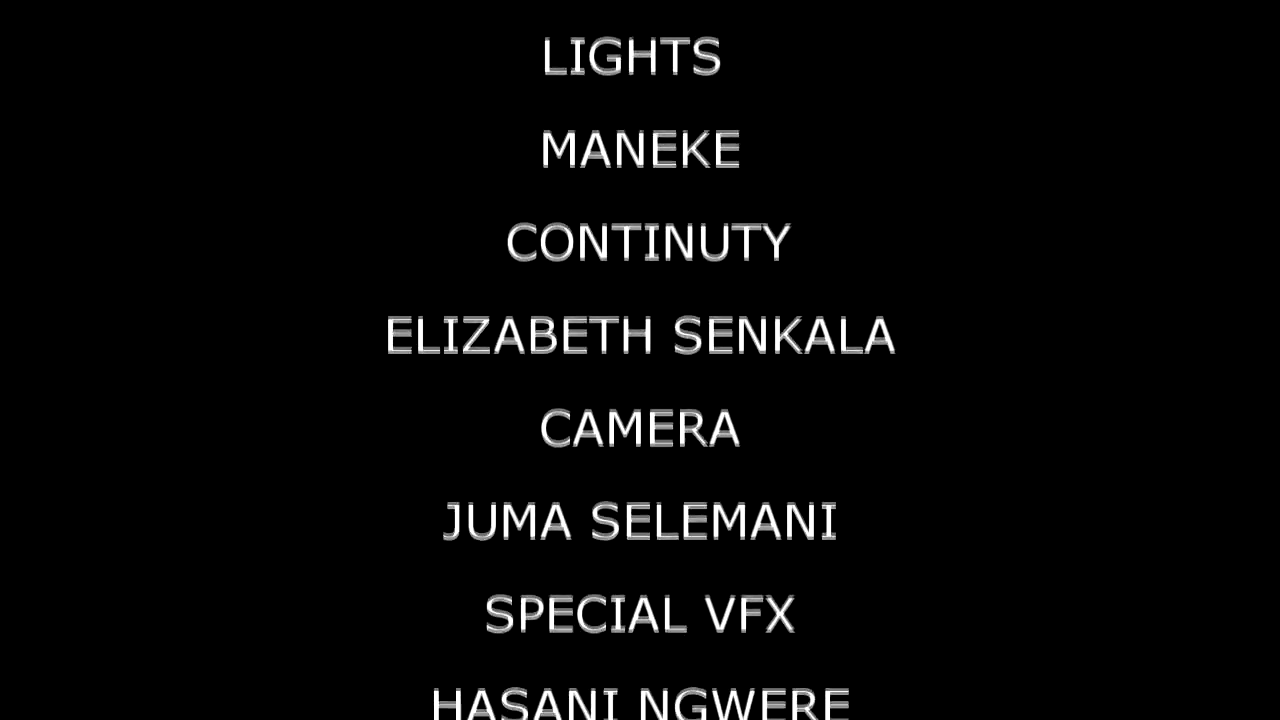 LIGHTS
MANEKE
CONTINUTY
ELIZABETH SENKALA
CAMERA
JUMA SELEMANI
SPECIAL VFX
HASANI NGWERE